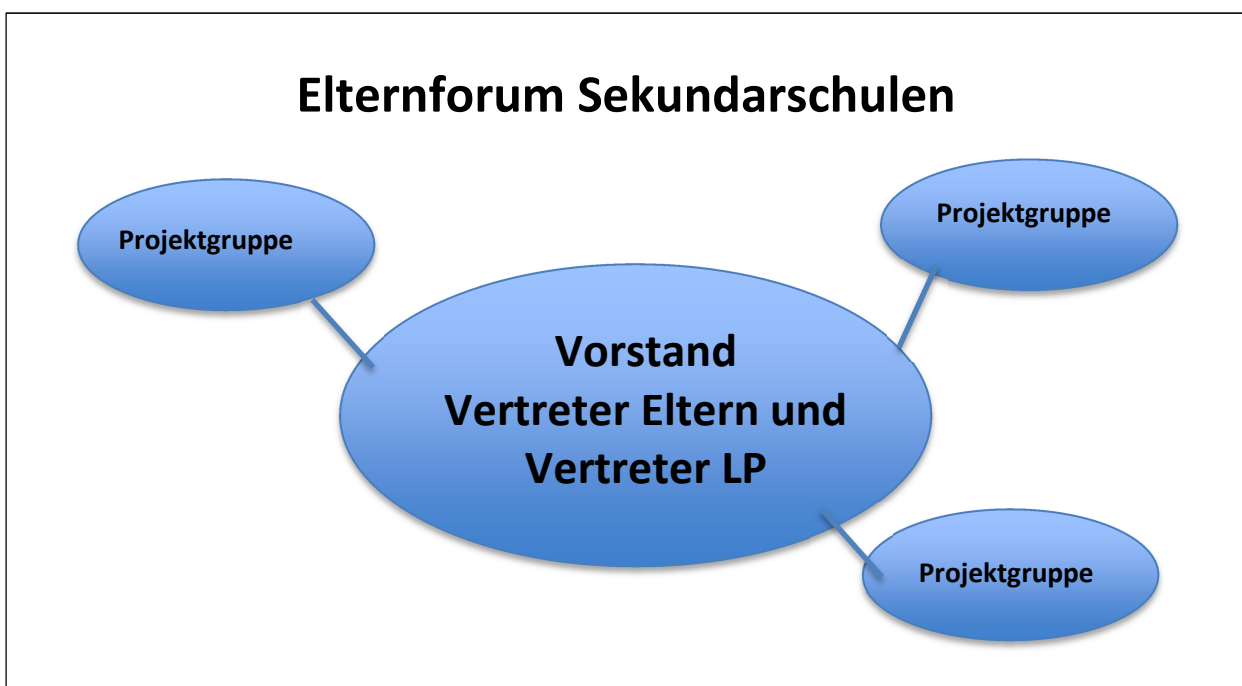 Elternforum Sekundarschulen
Projektgruppe
Projektgruppe
Vorstand
Vertreter Eltern und
Vertreter LP
Projektgruppe